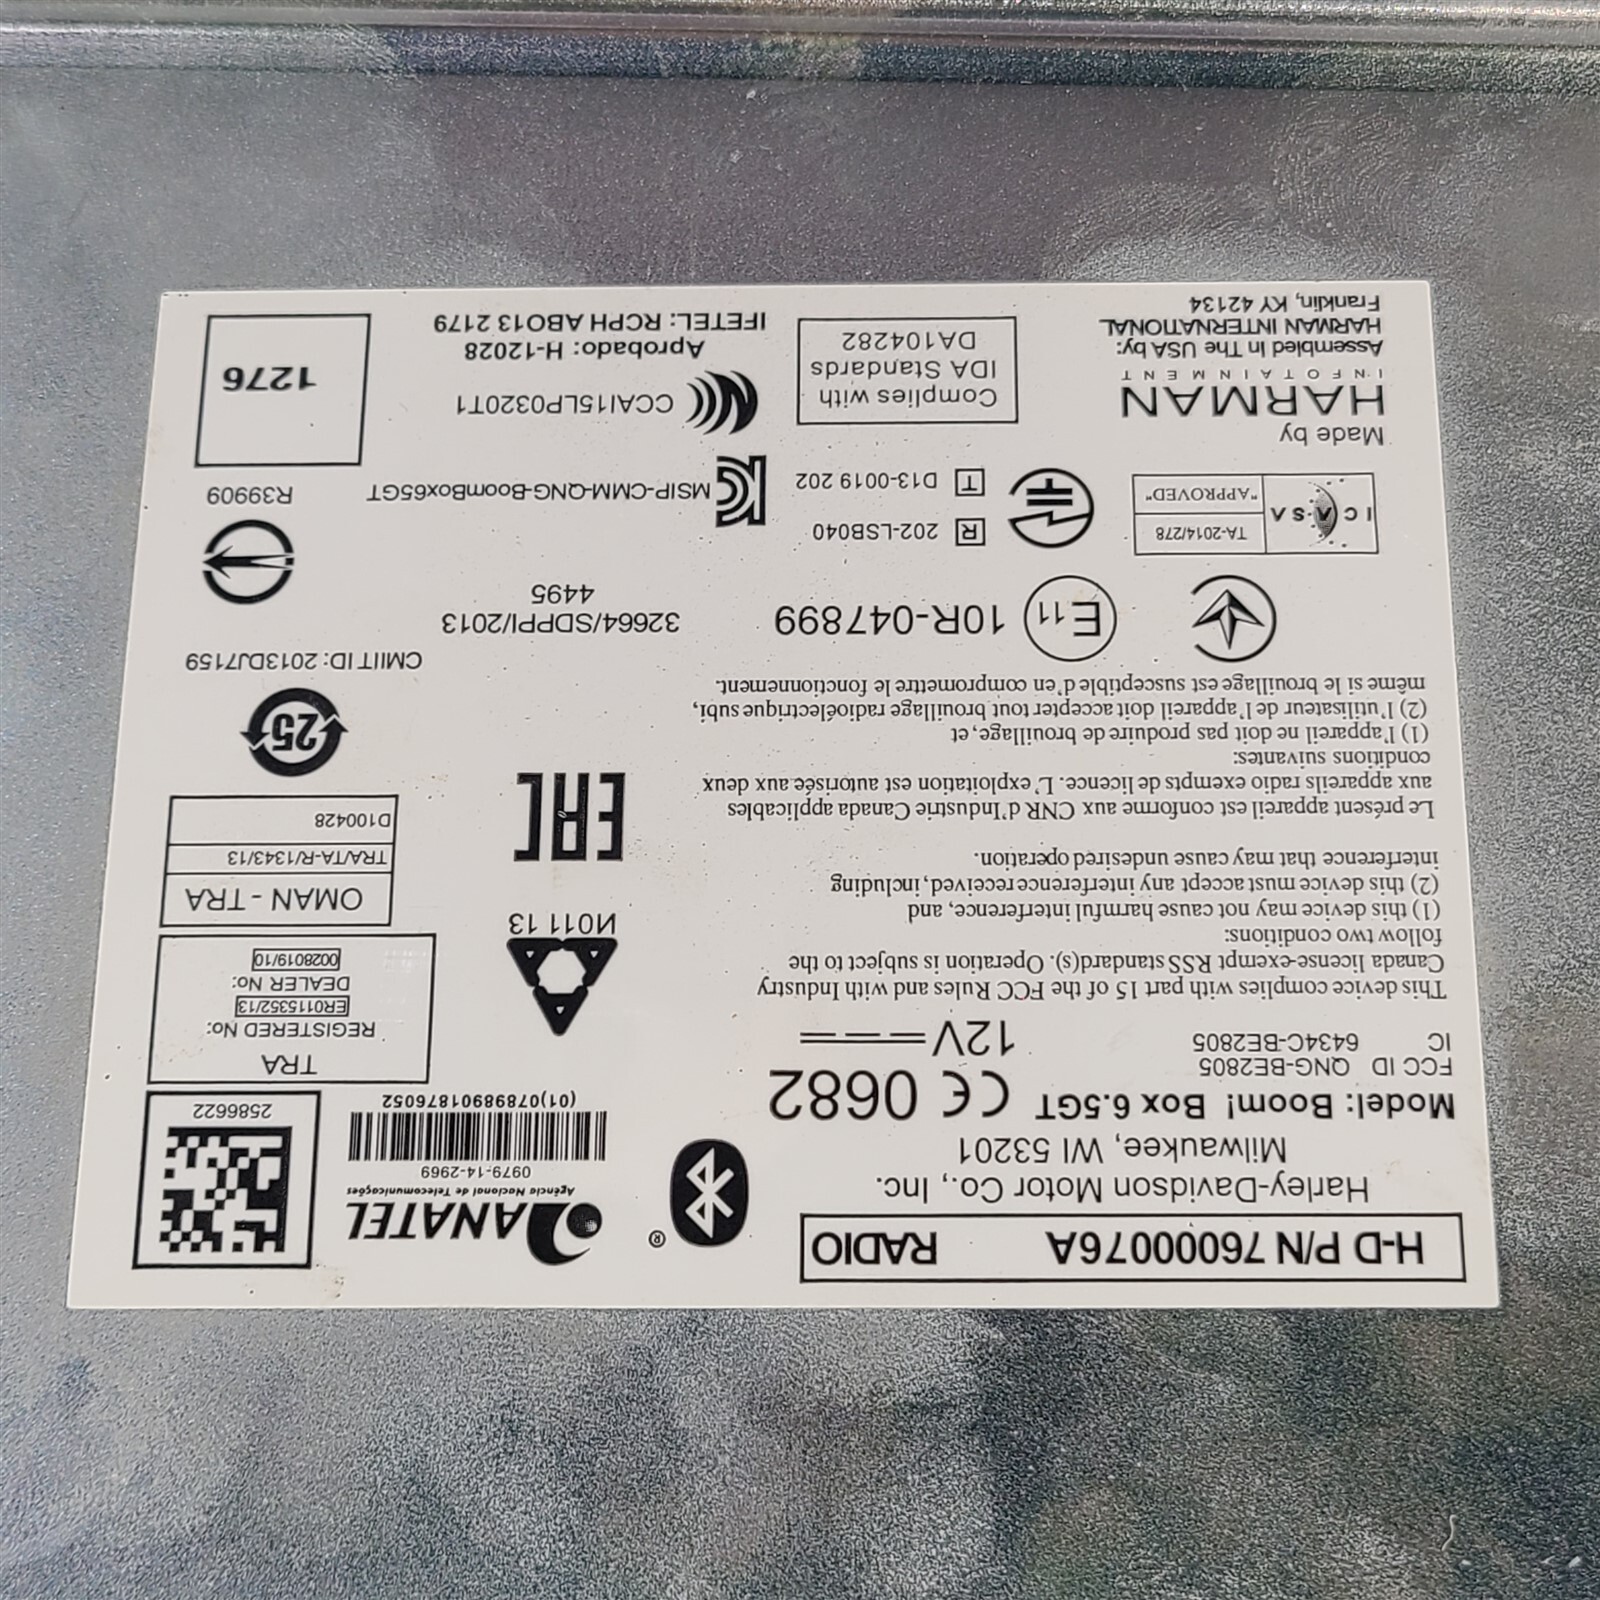 H-D P/N 76000076A RADIO
Harley-Davidson Motor Co., Inc.
Milwaukee, WI 53201
Model: Boom! Box 6.5GT CE 0682
FCC ID QNG-BE2805
IC 6434C-BE2805
12V
This device complies with part 15 of the FCC Rules and with Industry
Canada license-exempt RSS standard(s). Operation is subject to the
follow two conditions:
(1) this device may not cause harmful interference, and
(2) this device must accept any interference received, including
interference that may cause undesired operation.
Le présent appareil est conforme aux CNR d'Industrie Canada applicables
aux appareils radio exempts de licence. L'exploitation est autorisée aux deux
conditions suivantes:
(1) l'appareil ne doit pas produire de brouillage, et
(2) l'utilisateur de l'appareil doit accepter tout brouillage radioélectrique subi,
même si le brouillage est susceptible d'en compromettre le fonctionnement.
E11 10R-047899
ICASA
TA-2014/278
"APPROVED"
R 202-LSB040
T D13-0019 202
Made by
HARMAN
INFOTAINMENT
Assembled In The USA by:
HARMAN INTERNATIONAL
Franklin, KY 42134
Complies with
IDA Standards
DA104282
®
ANATEL
Agência Nacional de Telecomunicações
0979-14-2969
(01)07898901876052
2586622
TRA
REGISTERED No:
ER0115352/13
DEALER No:
0028019/10
И011 13
OMAN - TRA
TRA/TA-R/1343/13
D100428
EAC
25
CMIIT ID: 2013DJ7159
32664/SDPPI/2013
4495
R39909
MSIP-CMM-QNG-BoomBox65GT
CCAI15LP0320T1
Aprobado: H-12028
IFETEL: RCPH ABO13 2179
1276